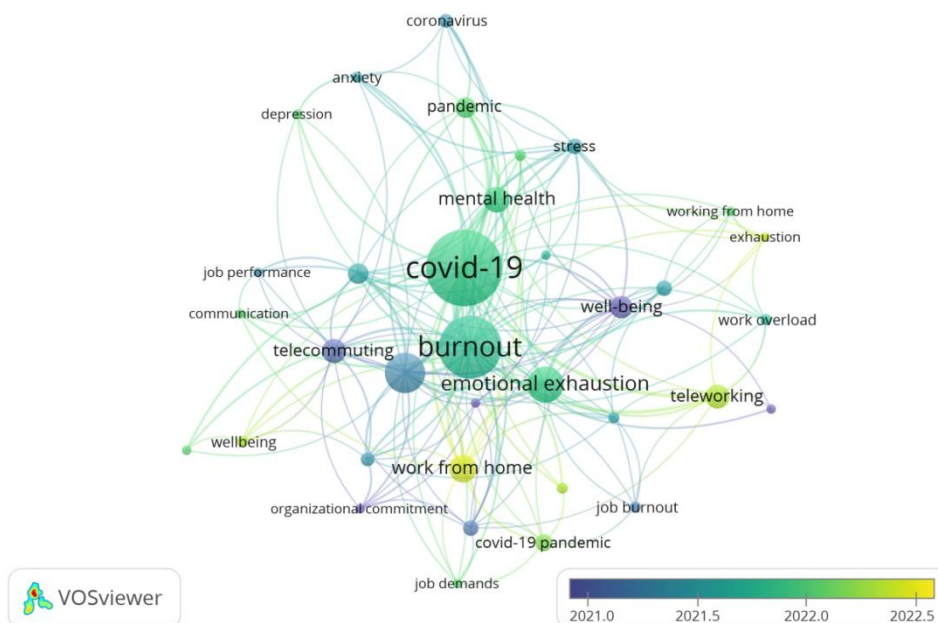 coronavirus
anxiety
pandemic
depression
stress
mental health
working from home
exhaustion
covid-19
job performance
well-being
communication
work overload
telecommuting
burnout
emotional exhaustion
teleworking
wellbeing
work from home
organizational commitment
job burnout
covid-19 pandemic
job demands
VOSviewer
2021.0 2021.5 2022.0 2022.5